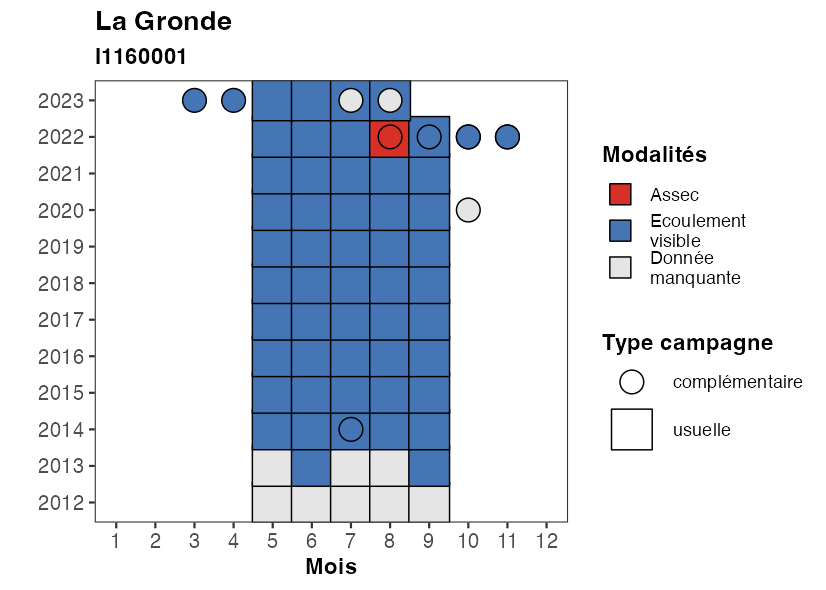 La Gronde
I1160001
2023
2022
2021
2020
2019
2018
2017
2016
2015
2014
2013
2012
1 2 3 4 5 6 7 8 9 10 11 12
Mois
Modalités
Assec
Ecoulement
visible
Donnée
manquante
Type campagne
complémentaire
usuelle